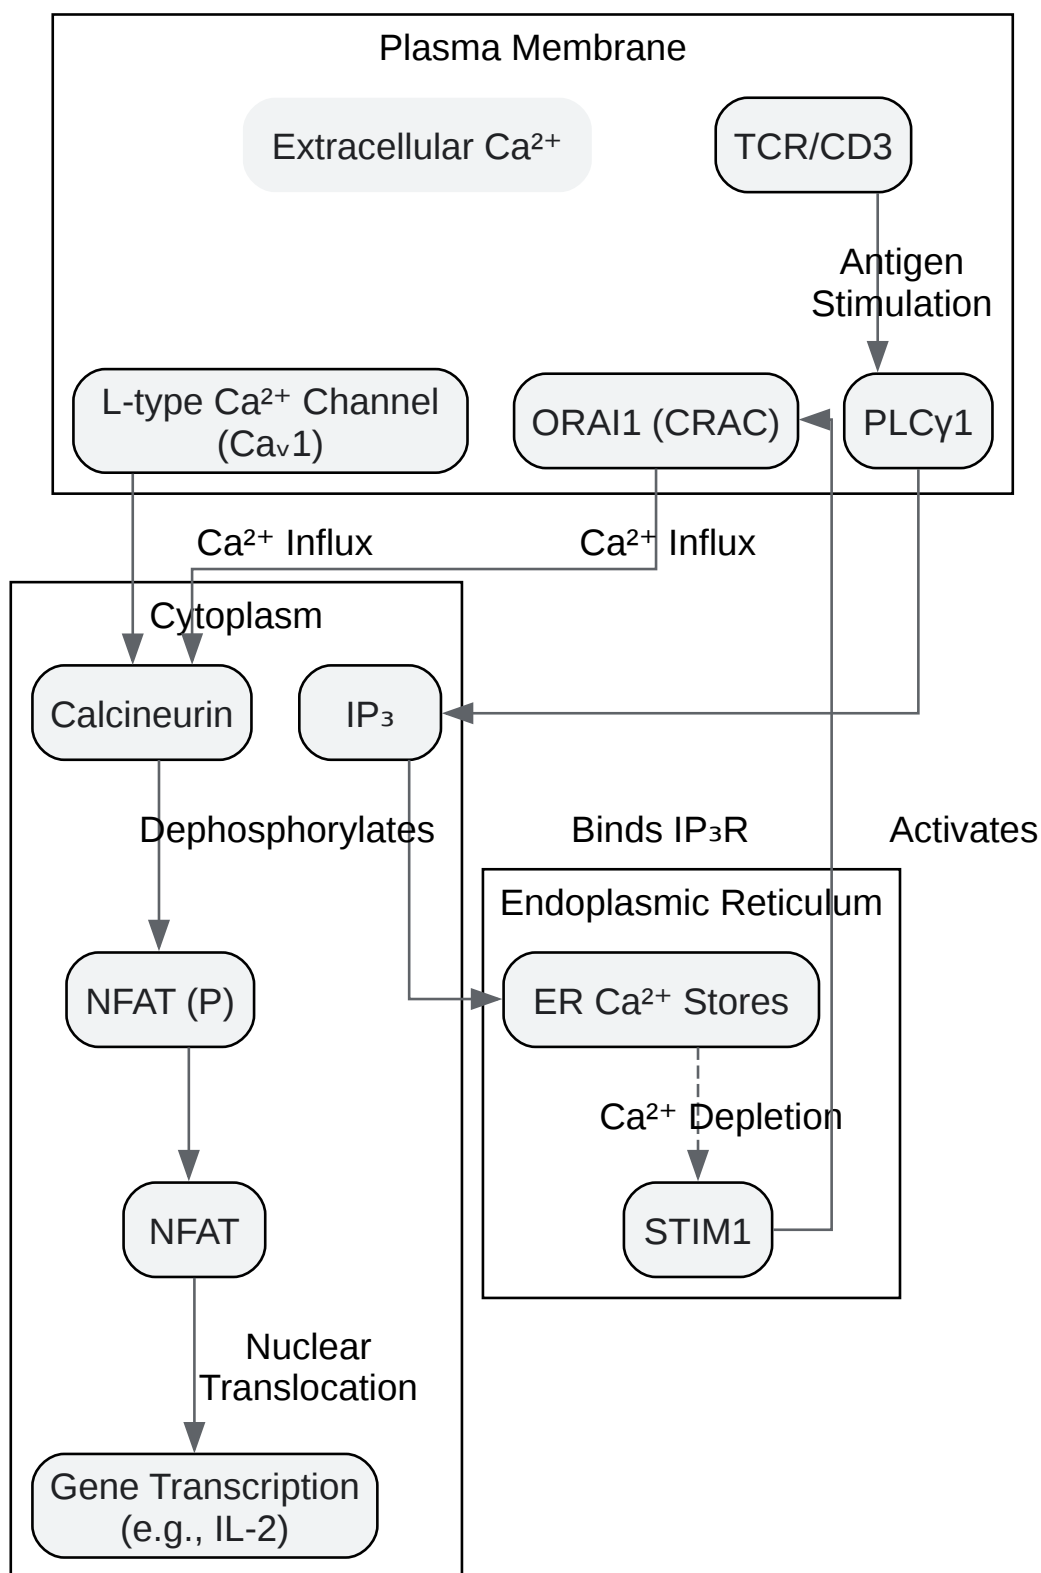 Plasma Membrane
Extracellular Ca²⁺
TCR/CD3
Antigen
Stimulation
L-type Ca²⁺ Channel
(Caᵥ1)
ORAI1 (CRAC)
PLCγ1
Ca²⁺ Influx
Ca²⁺ Influx
Cytoplasm
Calcineurin
IP₃
Dephosphorylates
Binds IP₃R
Activates
Endoplasmic Reticulum
NFAT (P)
ER Ca²⁺ Stores
Ca²⁺ Depletion
NFAT
STIM1
Nuclear
Translocation
Gene Transcription
(e.g., IL-2)